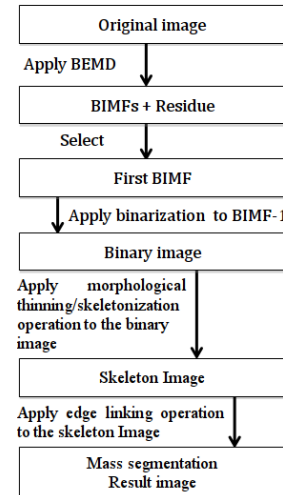 Original image
Apply BEMD
BIMFs + Residue
Select
First BIMF
Apply binarization to BIMF-1
Binary image
Apply morphological
thinning/skeletonization
operation to the binary
image
Skeleton Image
Apply edge linking operation
to the skeleton Image
Mass segmentation
Result image